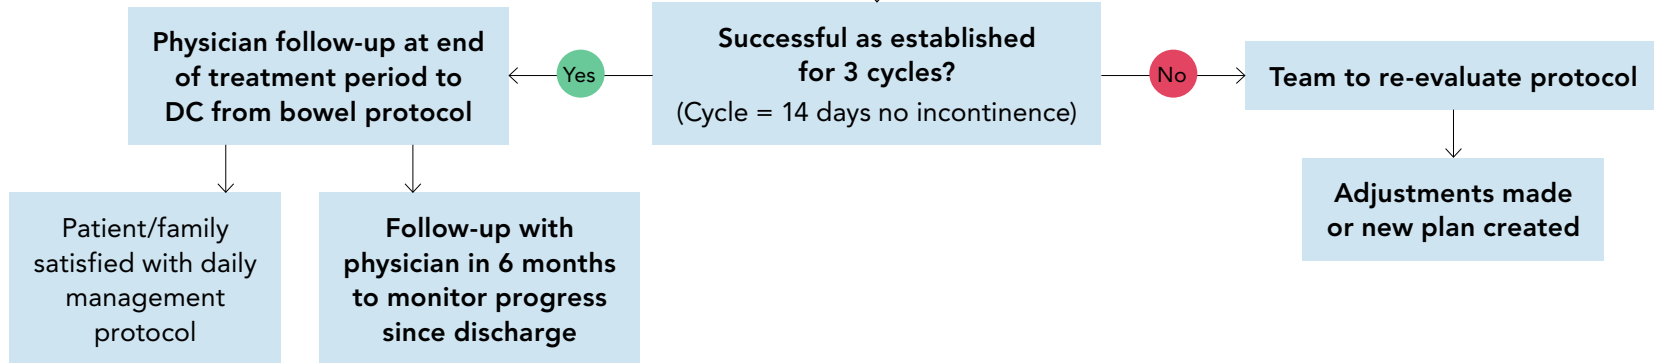 Physician follow-up at end
of treatment period to
DC from bowel protocol
Yes
Successful as established
for 3 cycles?
(Cycle = 14 days no incontinence)
No
Team to re-evaluate protocol
Patient/family
satisfied with daily
management
protocol
Follow-up with
physician in 6 months
to monitor progress
since discharge
Adjustments made
or new plan created